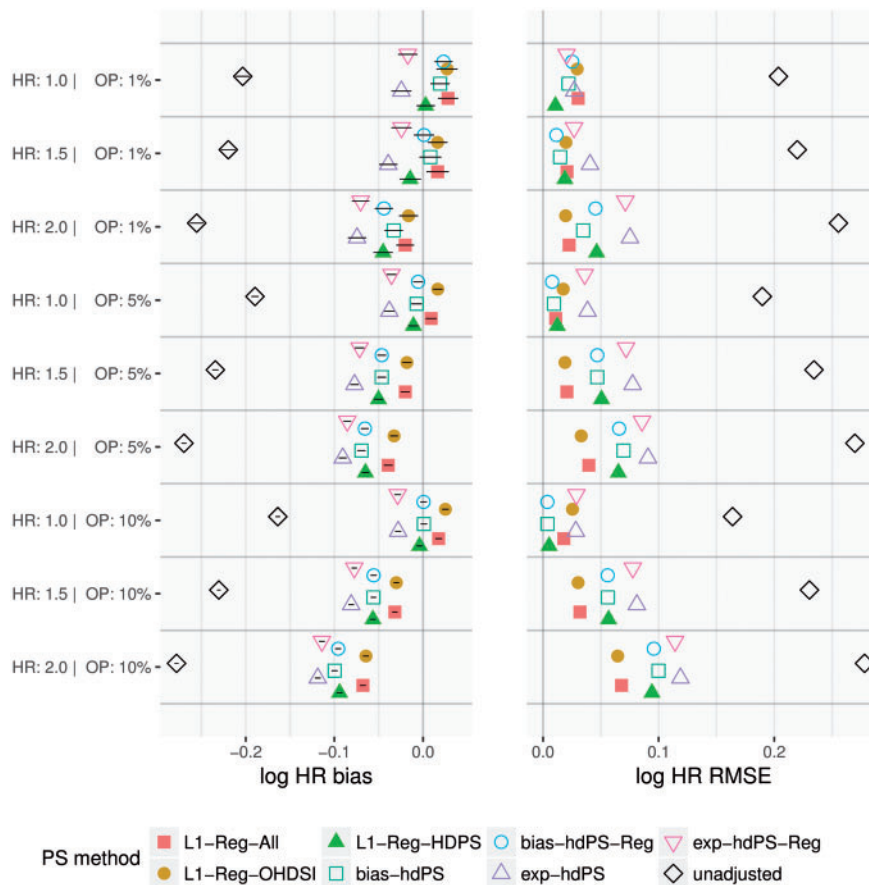 HR: 1.0 | OP: 1%
HR: 1.5 | OP: 1%
HR: 2.0 | OP: 1%
HR: 1.0 | OP: 5%
HR: 1.5 | OP: 5%
HR: 2.0 | OP: 5%
HR: 1.0 | OP: 10%
HR: 1.5 | OP: 10%
HR: 2.0 | OP: 10%
−0.2 −0.1 0.0 0.0 0.1 0.2
log HR bias log HR RMSE
PS method
L1−Reg−All L1−Reg−HDPS bias−hdPS−Reg exp−hdPS−Reg
L1−Reg−OHDSI bias−hdPS exp−hdPS unadjusted